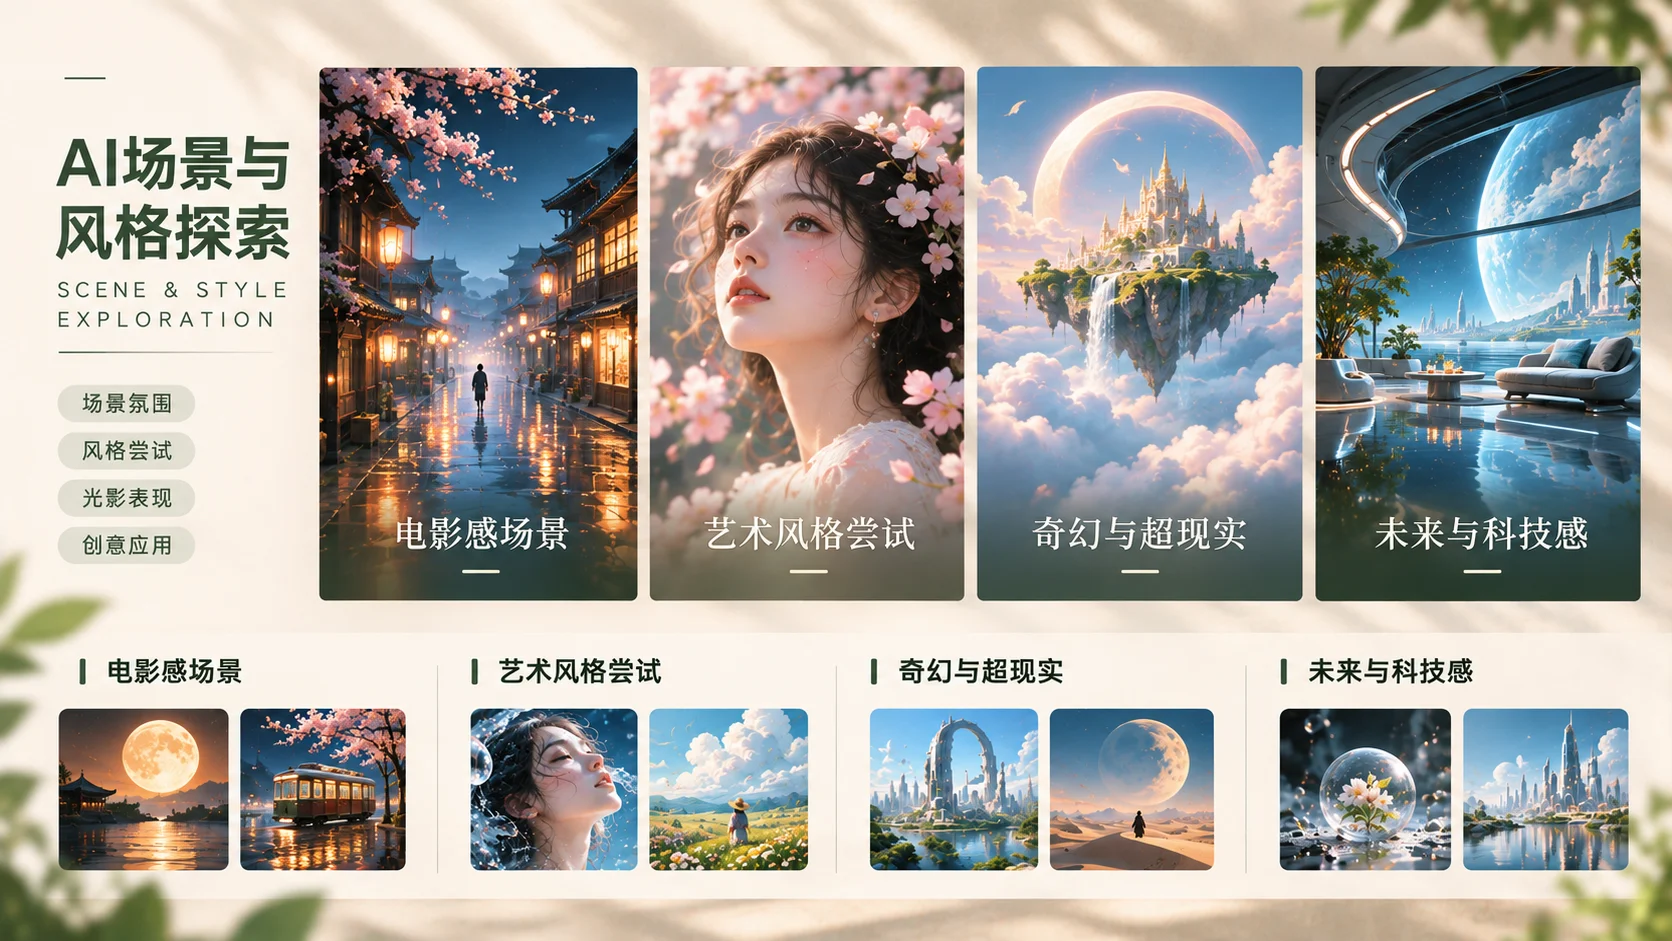 AI场景与
风格探索
SCENE & STYLE
EXPLORATION
场景氛围
风格尝试
光影表现
创意应用
电影感场景
艺术风格尝试
奇幻与超现实
未来与科技感
电影感场景
艺术风格尝试
奇幻与超现实
未来与科技感